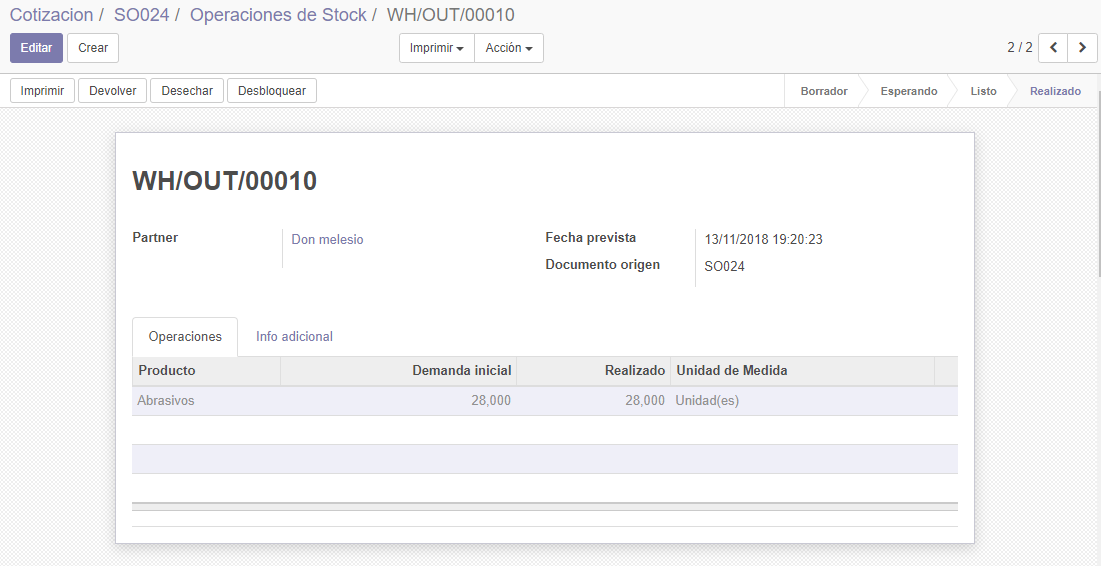 Cotizacion / SO024 / Operaciones de Stock / WH/OUT/00010
Editar Crear Imprimir Acción 2 / 2
Imprimir Devolver Desechar Desbloquear Borrador Esperando Listo Realizado
WH/OUT/00010
Partner Don melesio Fecha prevista 13/11/2018 19:20:23
Documento origen SO024
Operaciones Info adicional
Producto Demanda inicial Realizado Unidad de Medida
Abrasivos 28,000 28,000 Unidad(es)